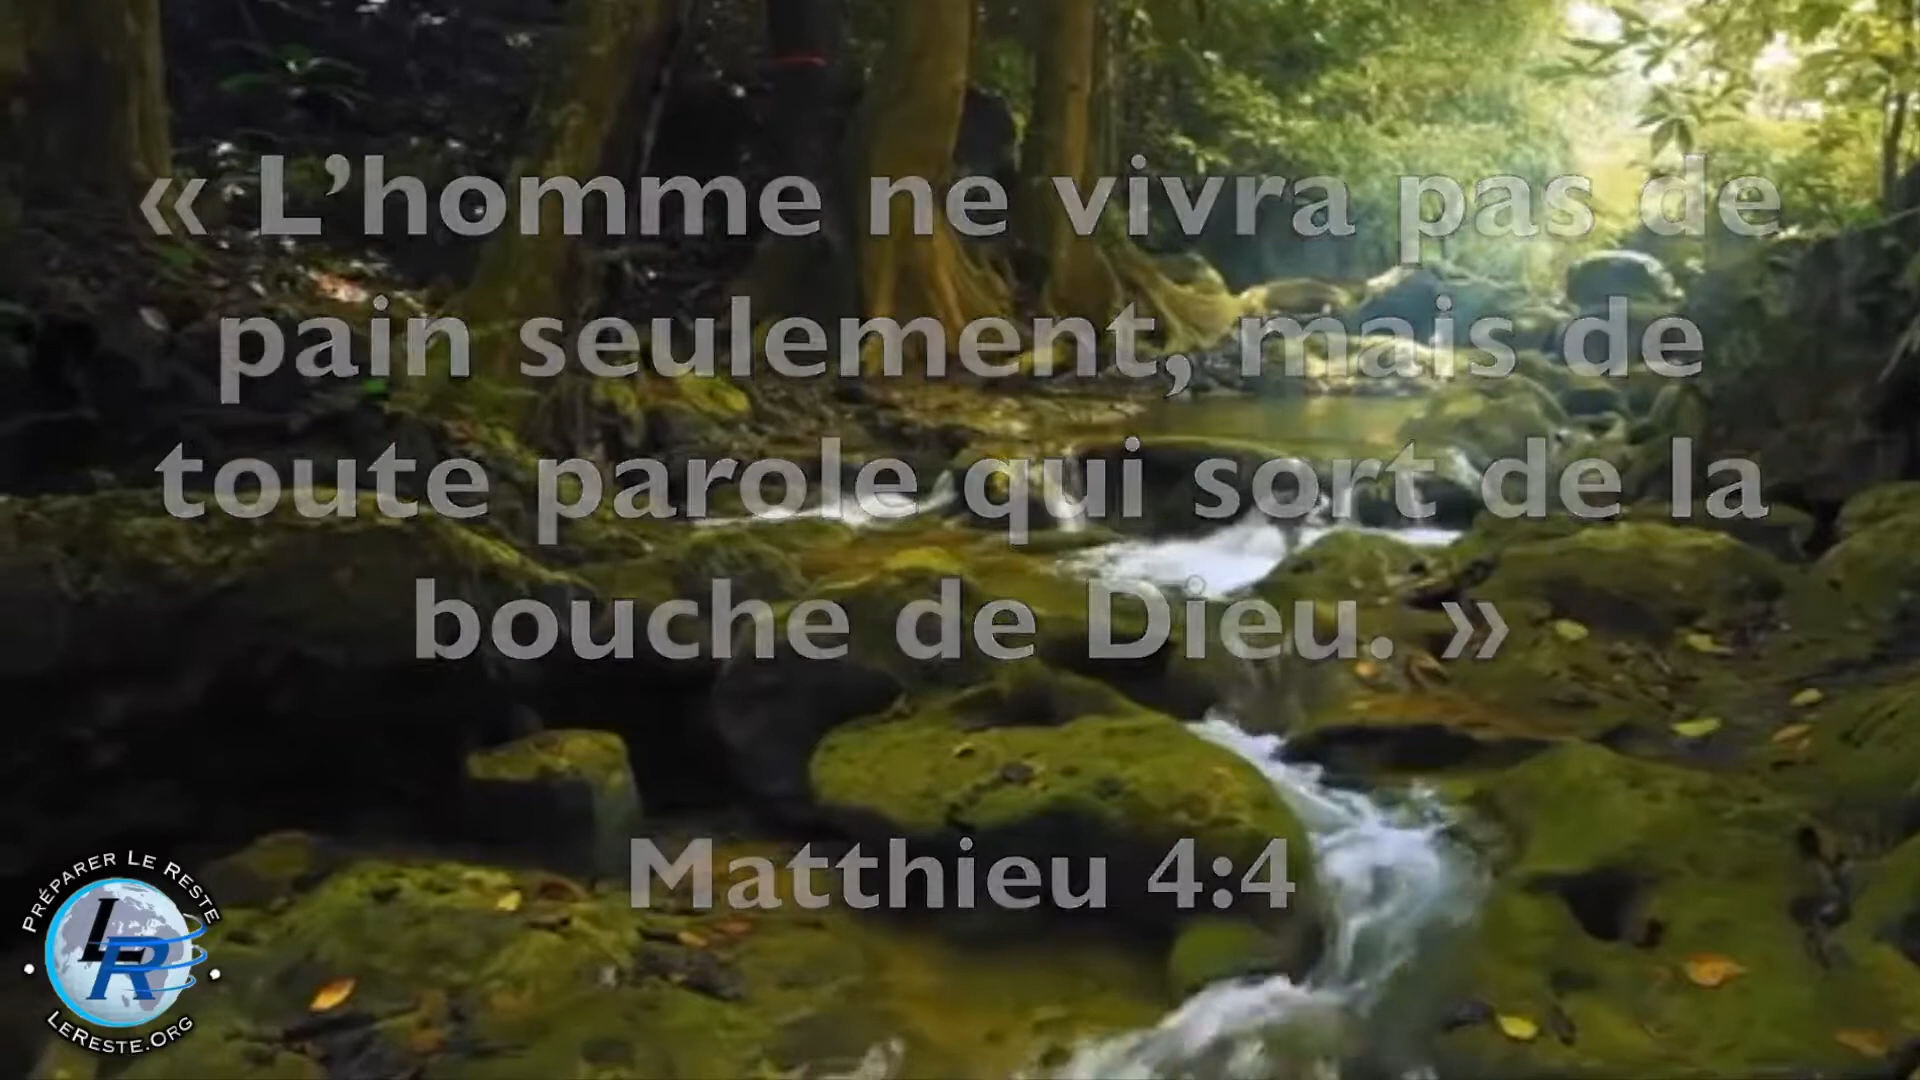 « L’homme ne vivra pas de
pain seulement, mais de
toute parole qui sort de la
bouche de Dieu. »
Matthieu 4:4
PRÉPARER LE RESTE
LR
LERESTE.ORG